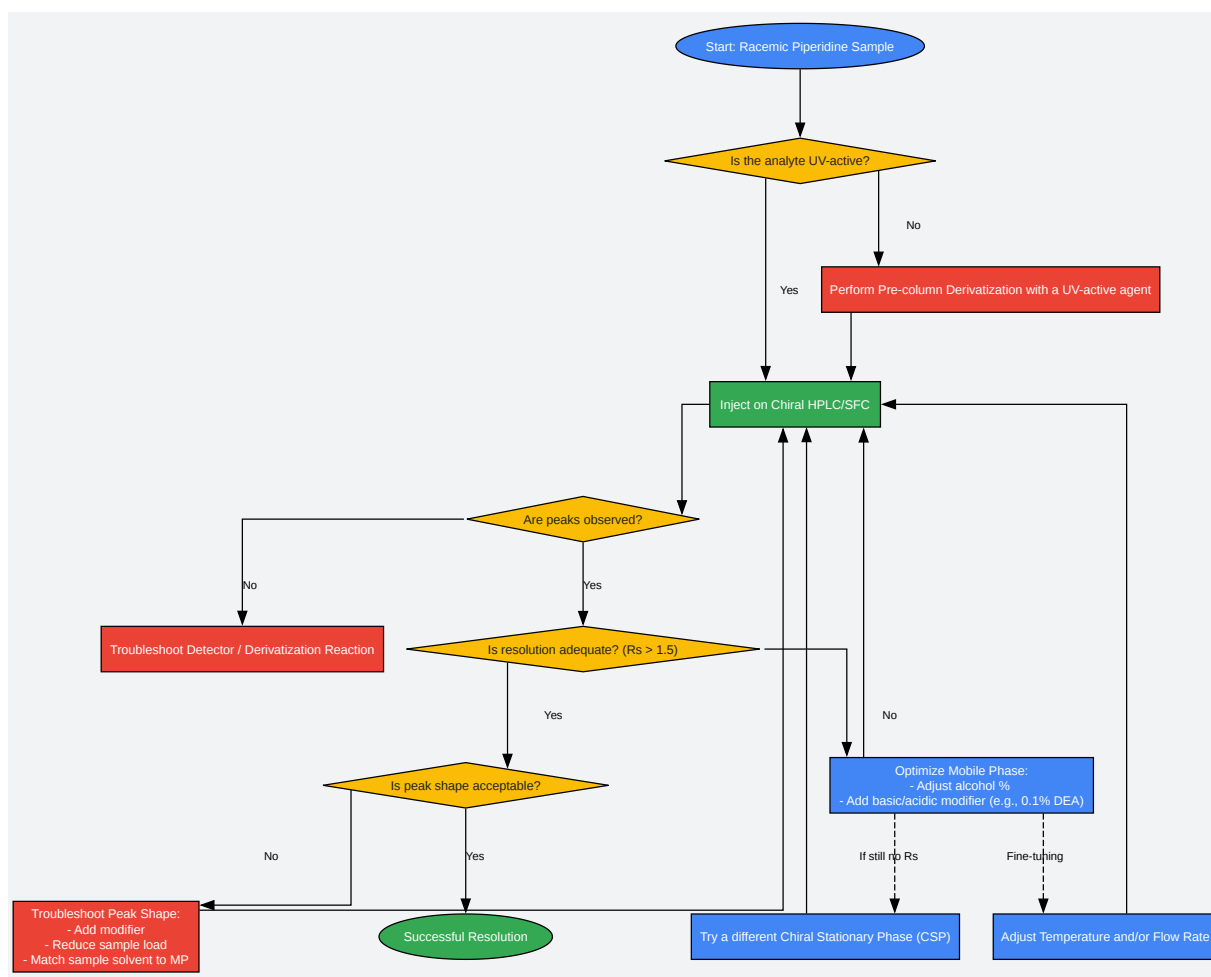 Start: Racemic Piperidine Sample
Is the analyte UV-active?
No
Yes
Perform Pre-column Derivatization with a UV-active agent
Inject on Chiral HPLC/SFC
Are peaks observed?
No
Yes
Troubleshoot Detector / Derivatization Reaction
Is resolution adequate? (Rs > 1.5)
Yes
No
Is peak shape acceptable?
Optimize Mobile Phase:
- Adjust alcohol %
- Add basic/acidic modifier (e.g., 0.1% DEA)
No
Yes
If still no Rs
Fine-tuning
Troubleshoot Peak Shape:
- Add modifier
- Reduce sample load
- Match sample solvent to MP
Successful Resolution
Try a different Chiral Stationary Phase (CSP)
Adjust Temperature and/or Flow Rate